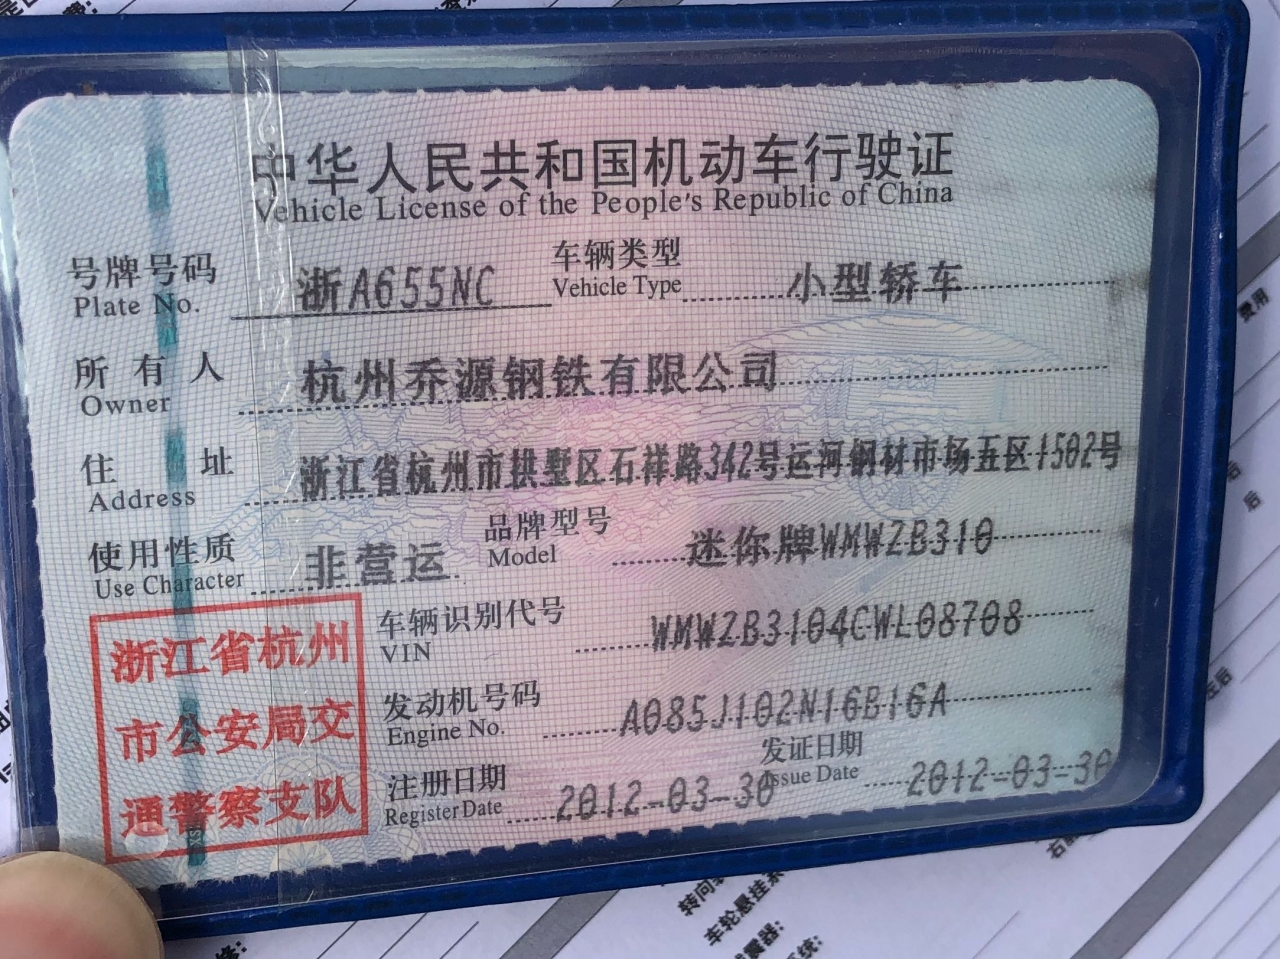 中华人民共和国机动车行驶证
Vehicle License of the People's Republic of China
号牌号码 浙A655NC 车辆类型 小型轿车
Plate No. Vehicle Type
所有人 杭州乔源钢铁有限公司
Owner
住址 浙江省杭州市拱墅区石祥路342号运河钢材市场五区1502号
Address
使用性质 非营运 品牌型号 迷你牌WMWZB310
Use Character Model
浙江省杭州
市公安局交
通警察支队
车辆识别代号 WMWZB3104CWL08708
VIN
发动机号码 A085J102N16B16A
Engine No.
注册日期 2012-03-30 发证日期 2012-03-30
Register Date Issue Date
费用
后
后